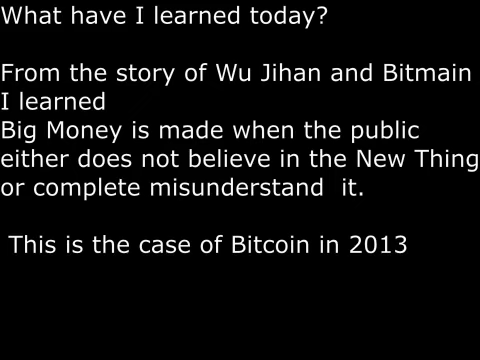 What have I learned today?
From the story of Wu Jihan and Bitmain
I learned
Big Money is made when the public
either does not believe in the New Thing
or complete misunderstand  it.
This is the case of Bitcoin in 2013